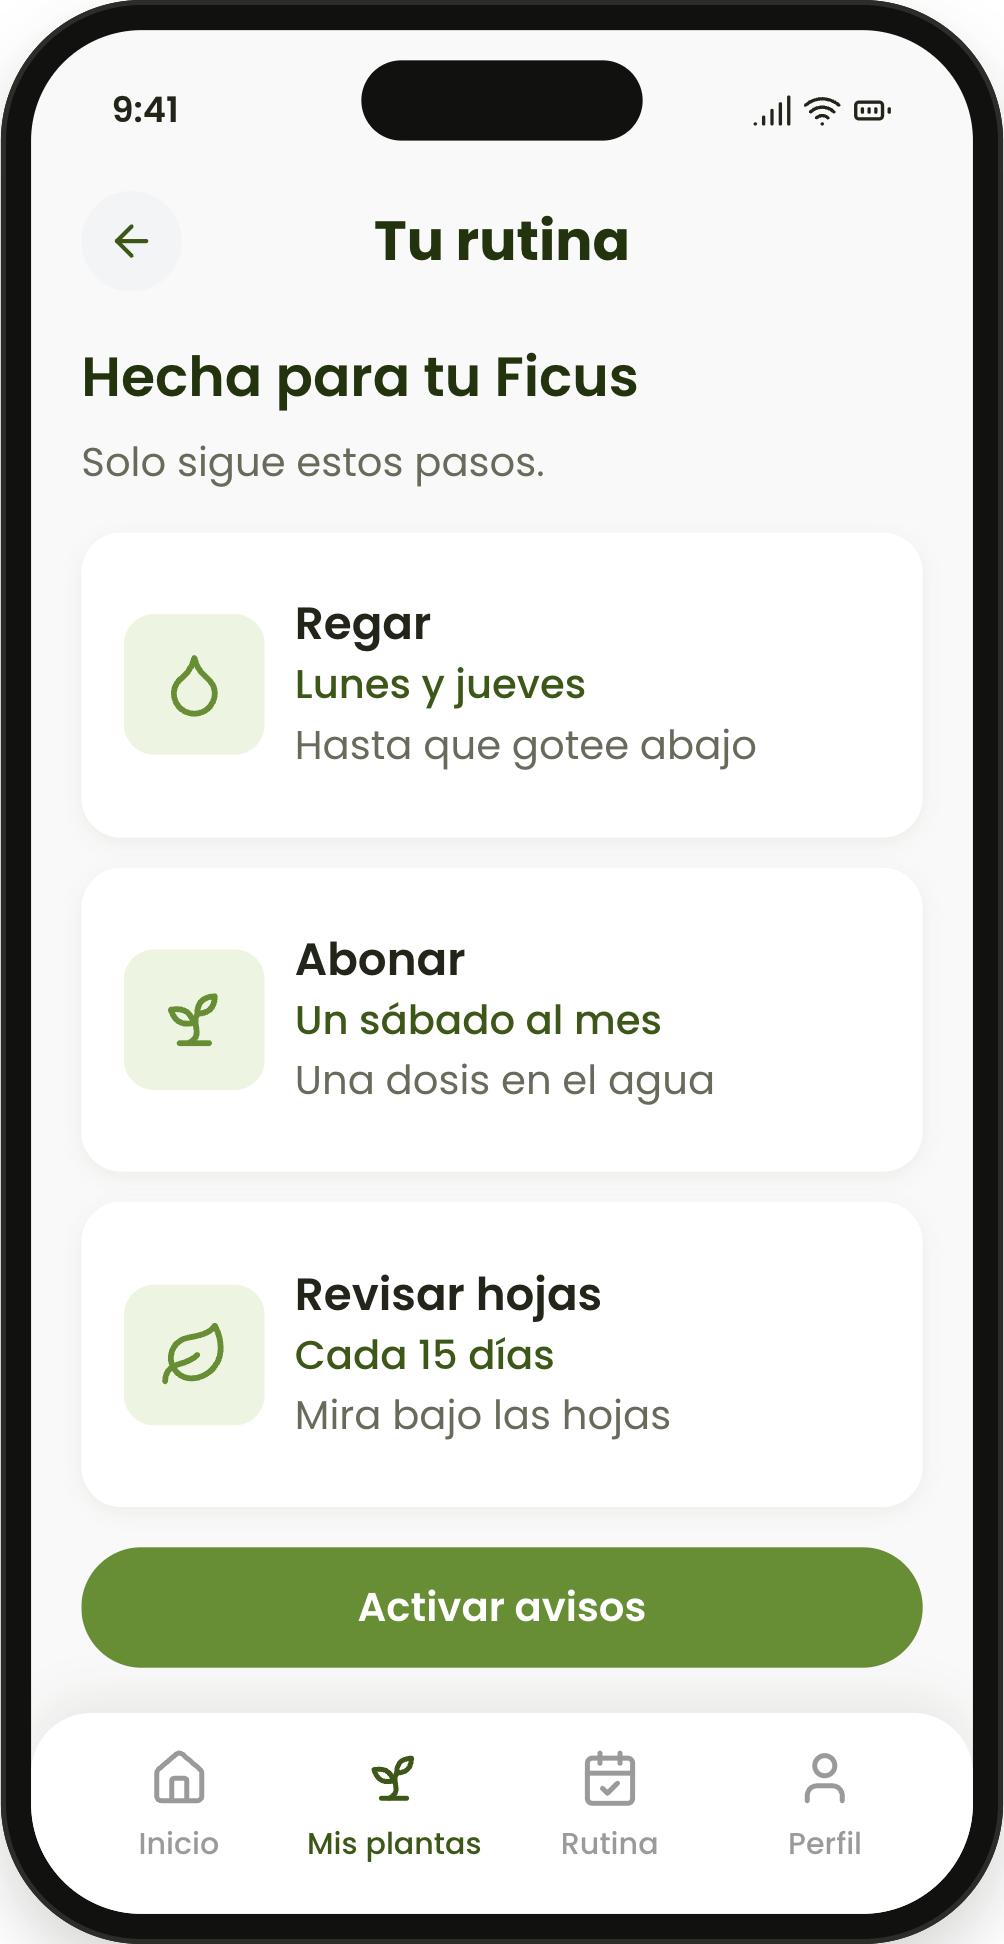 9:41
Tu rutina
Hecha para tu Ficus
Solo sigue estos pasos.
Regar
Lunes y jueves
Hasta que gotee abajo
Abonar
Un sábado al mes
Una dosis en el agua
Revisar hojas
Cada 15 días
Mira bajo las hojas
Activar avisos
Inicio
Mis plantas
Rutina
Perfil